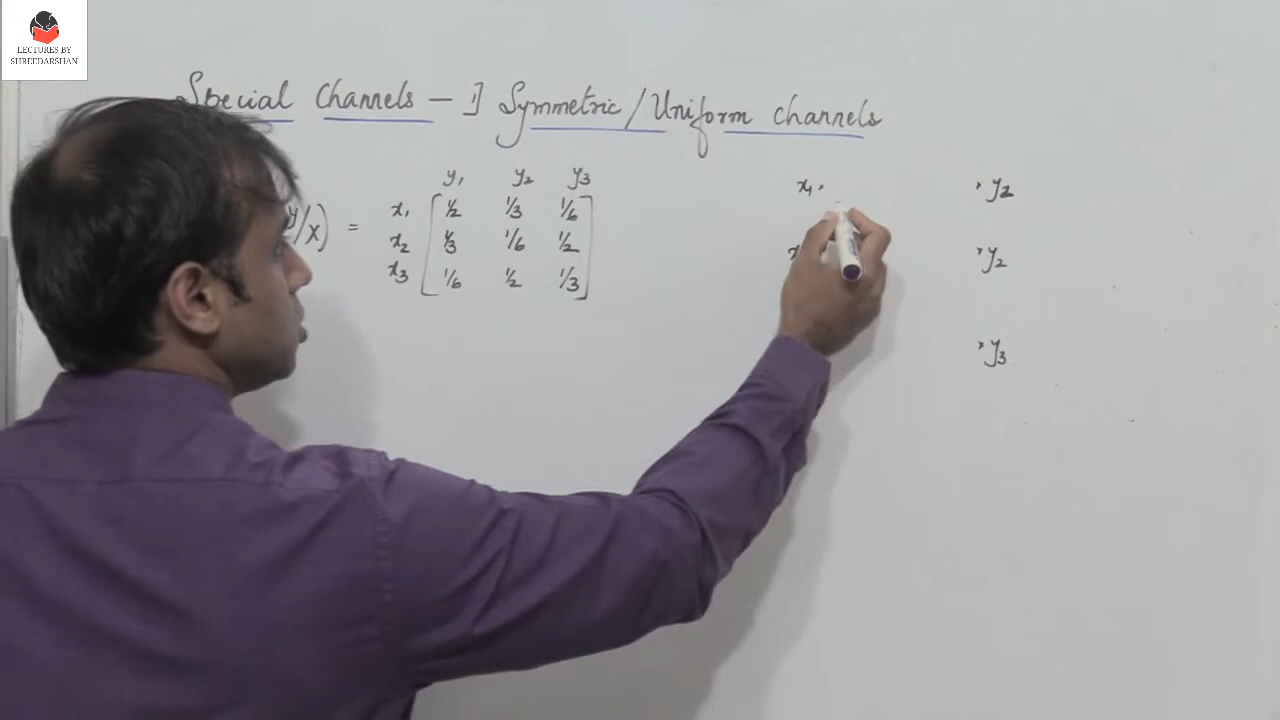 LECTURES BY
SHREEDARSHAN
Special Channels - 1] Symmetric/Uniform channels
y1 y2 y3
/X) = x1 1/2 1/3 1/6
x2 1/3 1/6 1/2
x3 1/6 1/2 1/3
x1 y2
x y2
y3